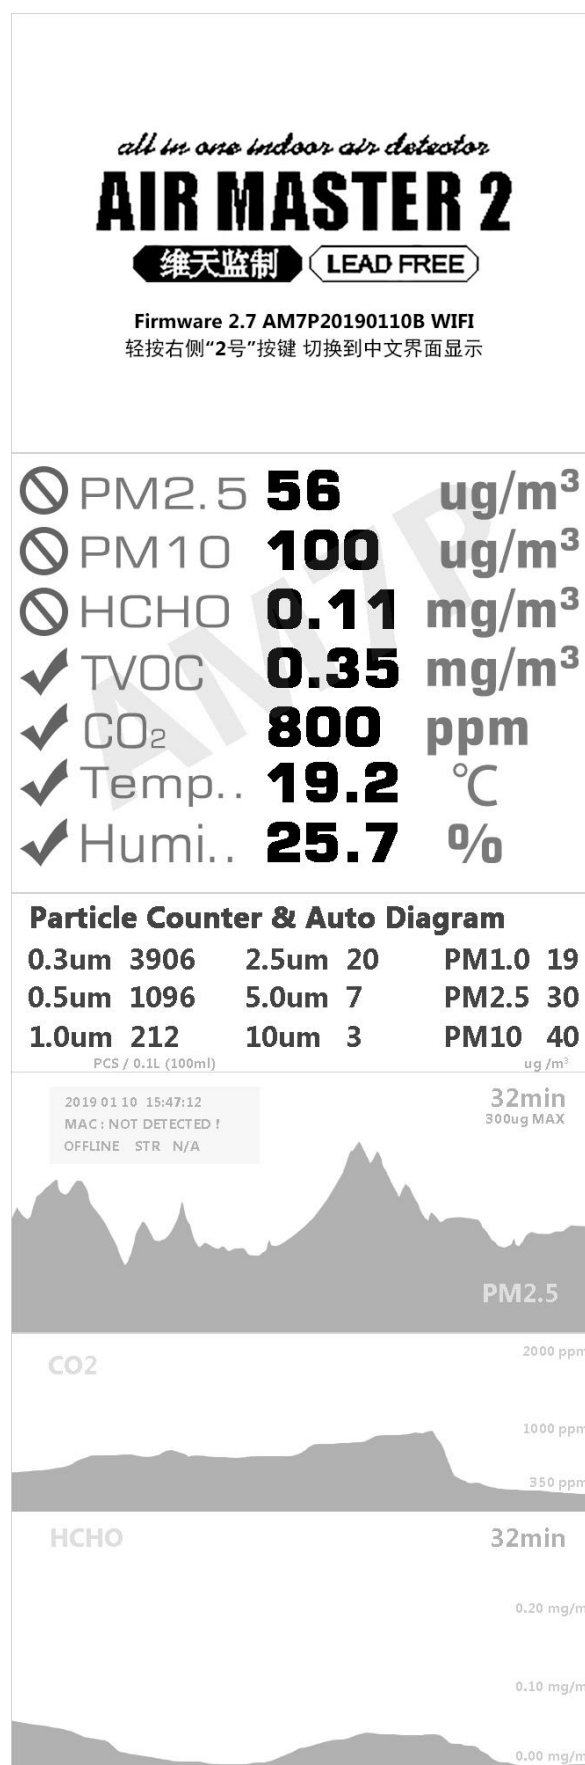 all in one indoor air detector
AIR MASTER 2
维天监制 LEAD FREE
Firmware 2.7 AM7P20190110B WIFI
轻按右侧“2号”按键 切换到中文界面显示
AM7P
PM2.5 56 ug/m³
PM10 100 ug/m³
HCHO 0.11 mg/m³
TVOC 0.35 mg/m³
CO₂ 800 ppm
Temp.. 19.2 °C
Humi.. 25.7 %
Particle Counter & Auto Diagram
0.3um 3906 2.5um 20 PM1.0 19
0.5um 1096 5.0um 7 PM2.5 30
1.0um 212 10um 3 PM10 40
PCS / 0.1L (100ml) ug /m³
2019 01 10 15:47:12
MAC : NOT DETECTED !
OFFLINE STR N/A
32min
300ug MAX
PM2.5
CO2
2000 ppm
1000 ppm
350 ppm
HCHO 32min
0.20 mg/m
0.10 mg/m
0.00 mg/m